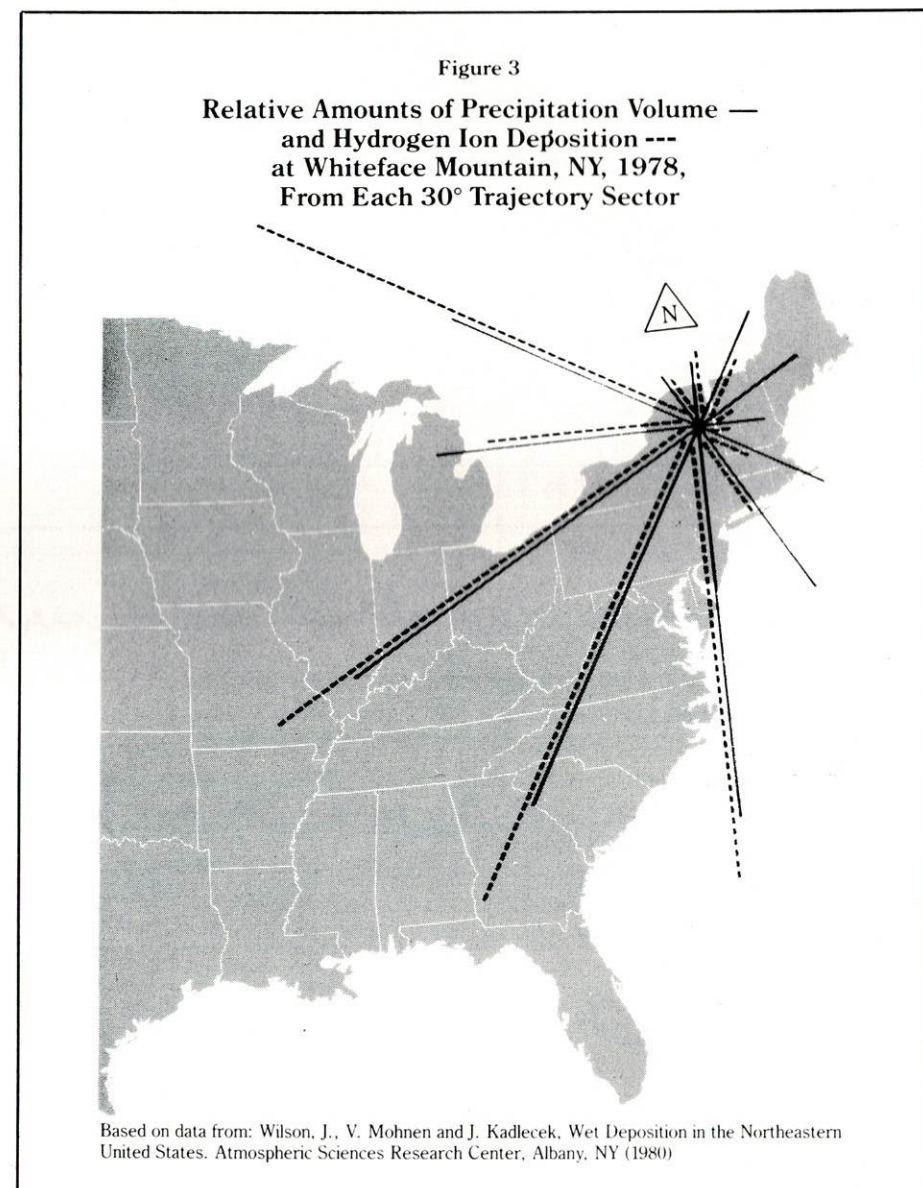 Figure 3
Relative Amounts of Precipitation Volume —
and Hydrogen Ion Deposition ---
at Whiteface Mountain, NY, 1978,
From Each 30° Trajectory Sector
N
Based on data from: Wilson, J., V. Mohnen and J. Kadlecek, Wet Deposition in the Northeastern
United States. Atmospheric Sciences Research Center, Albany, NY (1980)